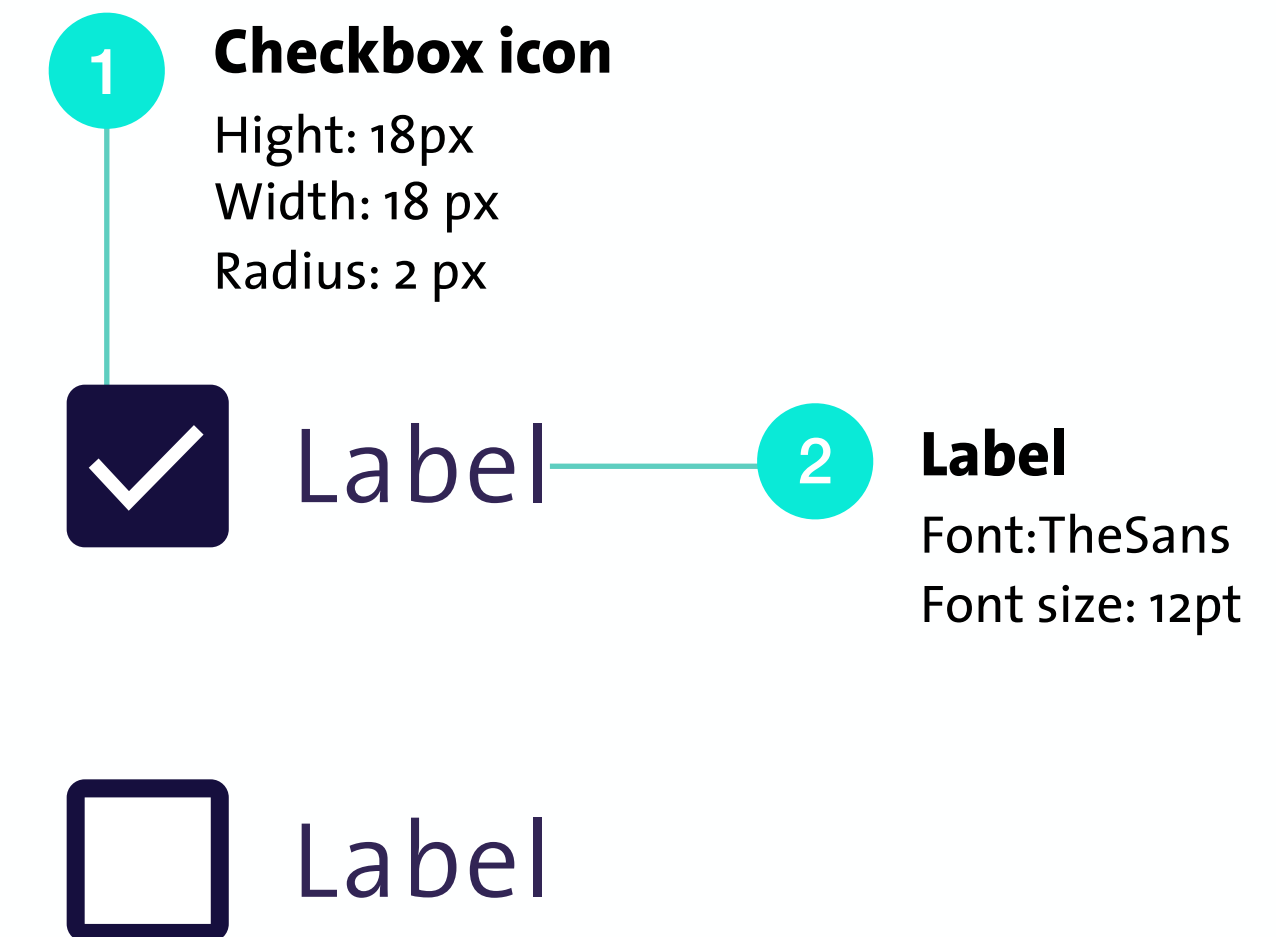 1
Checkbox icon
Hight: 18px
Width: 18 px
Radius: 2 px
Label
2
Label
Font:TheSans
Font size: 12pt
Label